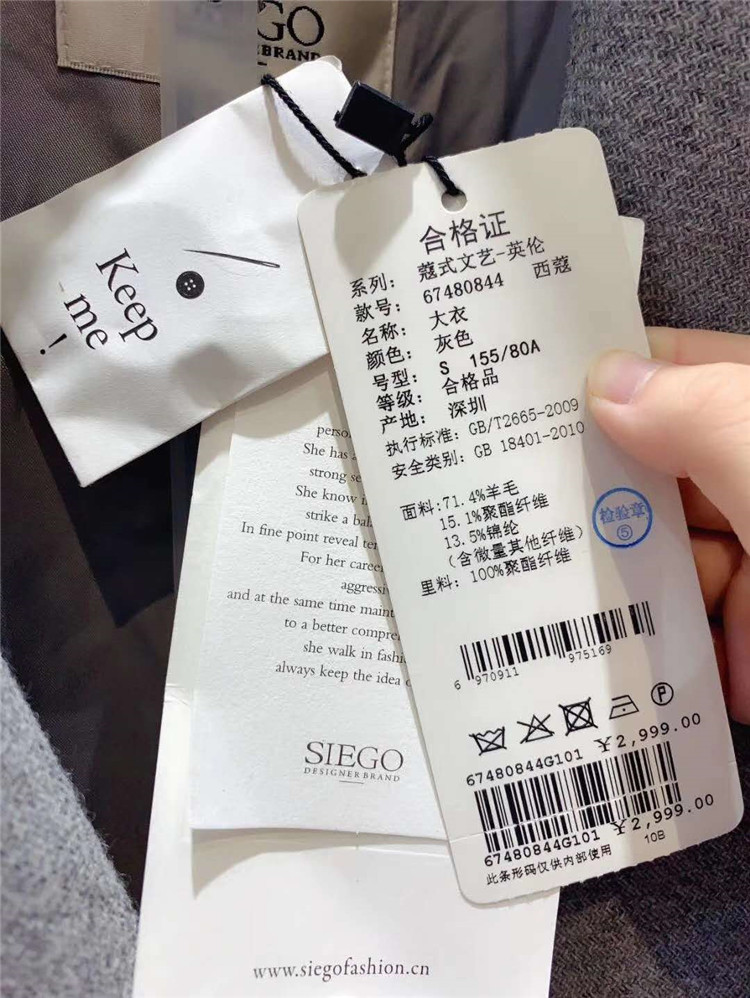 SIEGO
BRAND
Keep
me
!
合格证
系列: 蔻式文艺-英伦
款号: 67480844 西蔻
名称: 大衣
颜色: 灰色
号型: S 155/80A
等级: 合格品
产地: 深圳
执行标准: GB/T2665-2009
安全类别: GB 18401-2010
面料:71.4%羊毛
15.1%聚酯纤维
13.5%锦纶
(含微量其他纤维)
里料: 100%聚酯纤维
检验章
⑤
6 970911 975169
P
67480844G101 ¥2,999.00
67480844G101 ¥2,999.00
此条形码仅供内部使用 10B
She has
strong
She know
strike a
In fine point reveal
For her
and at the same time
to a better
she walk in
always keep the idea
SIEGO
DESIGNER BRAND
www.siegofashion.cn